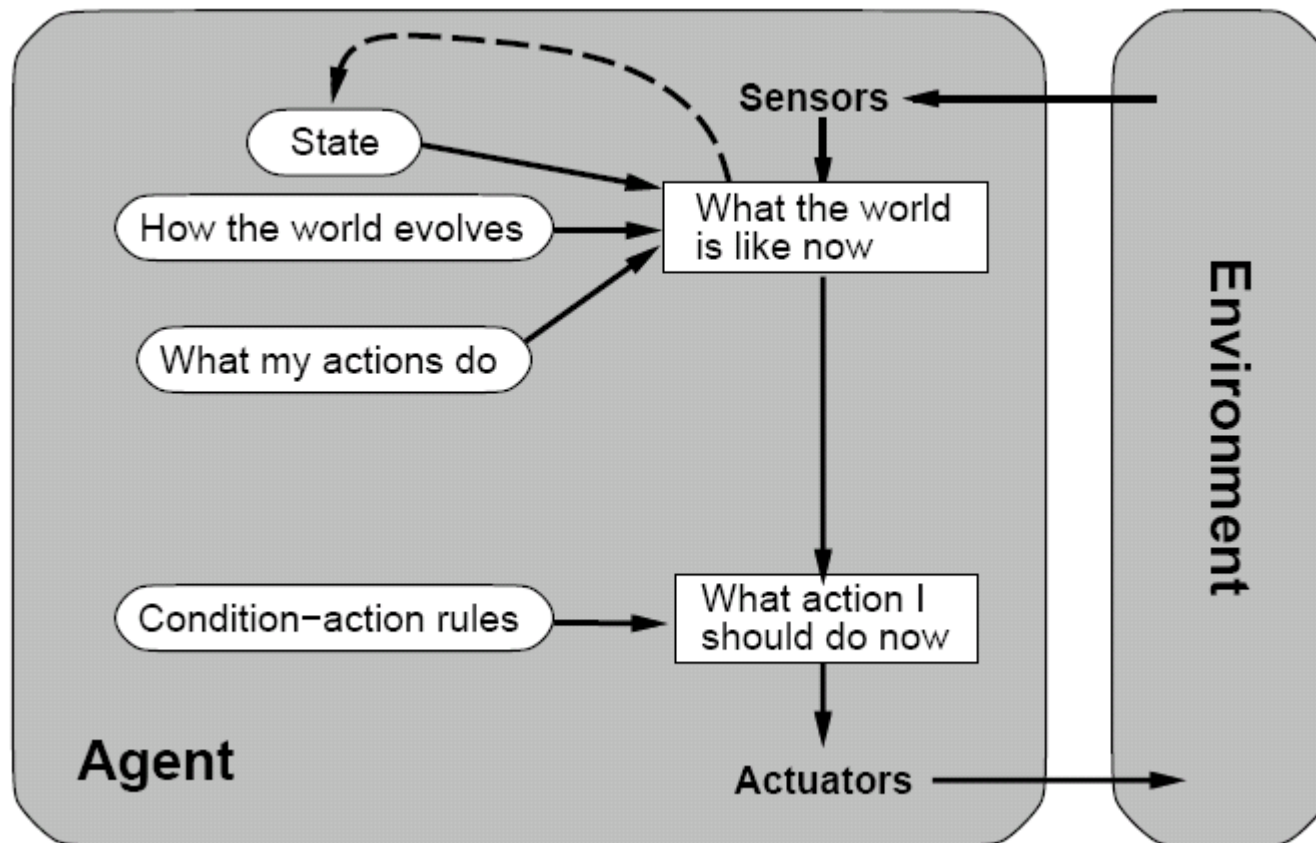 Sensors
State
What the world
is like now
How the world evolves
What my actions do
Environment
Condition−action rules
What action I
should do now
Agent
Actuators